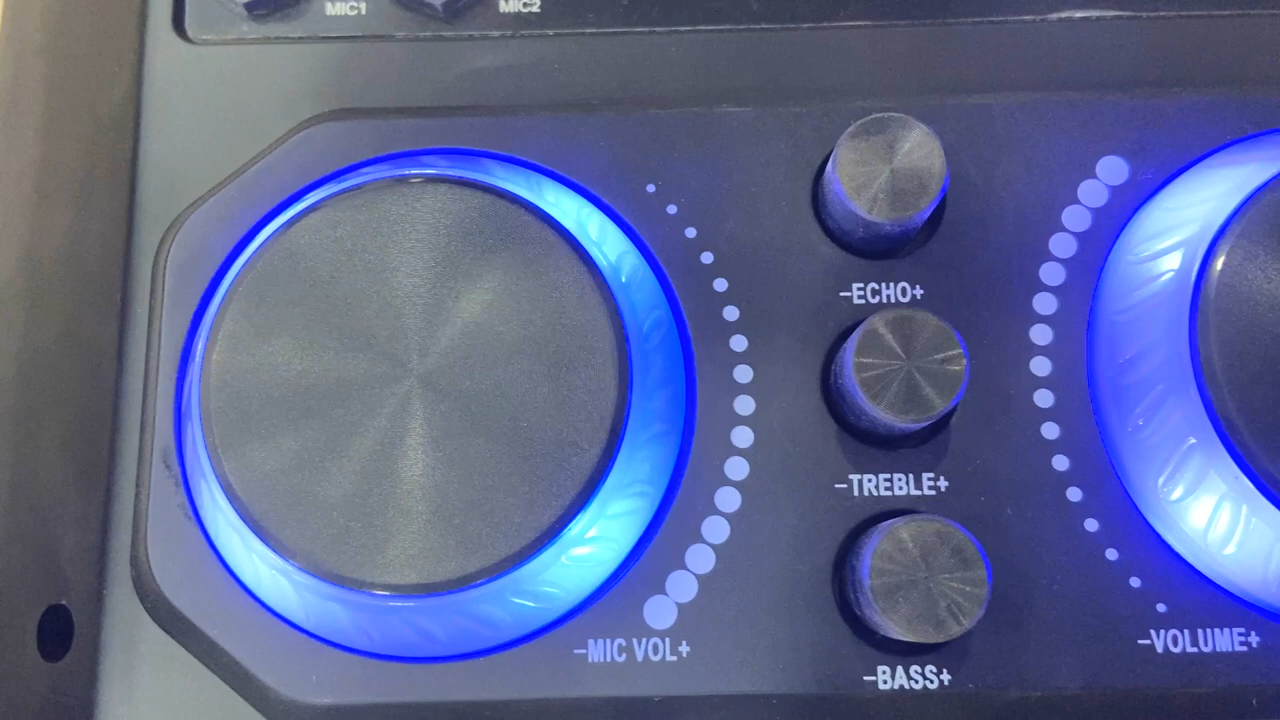 MIC1
MIC2
–ECHO+
–TREBLE+
–MIC VOL+
–VOLUME+
–BASS+